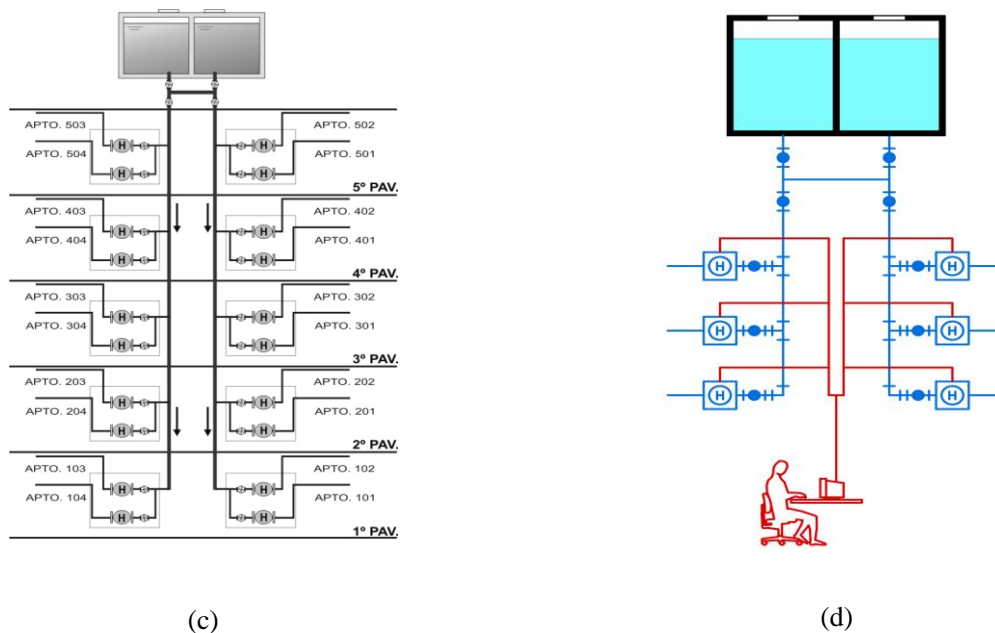 APTO. 503
H
APTO. 504
H
APTO. 502
H
APTO. 501
H
5º PAV.
APTO. 403
H
APTO. 404
H
APTO. 402
H
APTO. 401
H
4º PAV.
APTO. 303
H
APTO. 304
H
APTO. 302
H
APTO. 301
H
3º PAV.
APTO. 203
H
APTO. 204
H
APTO. 202
H
APTO. 201
H
2º PAV.
APTO. 103
H
APTO. 104
H
APTO. 102
H
APTO. 101
H
1º PAV.
(c)
H
H
H
H
H
H
(d)